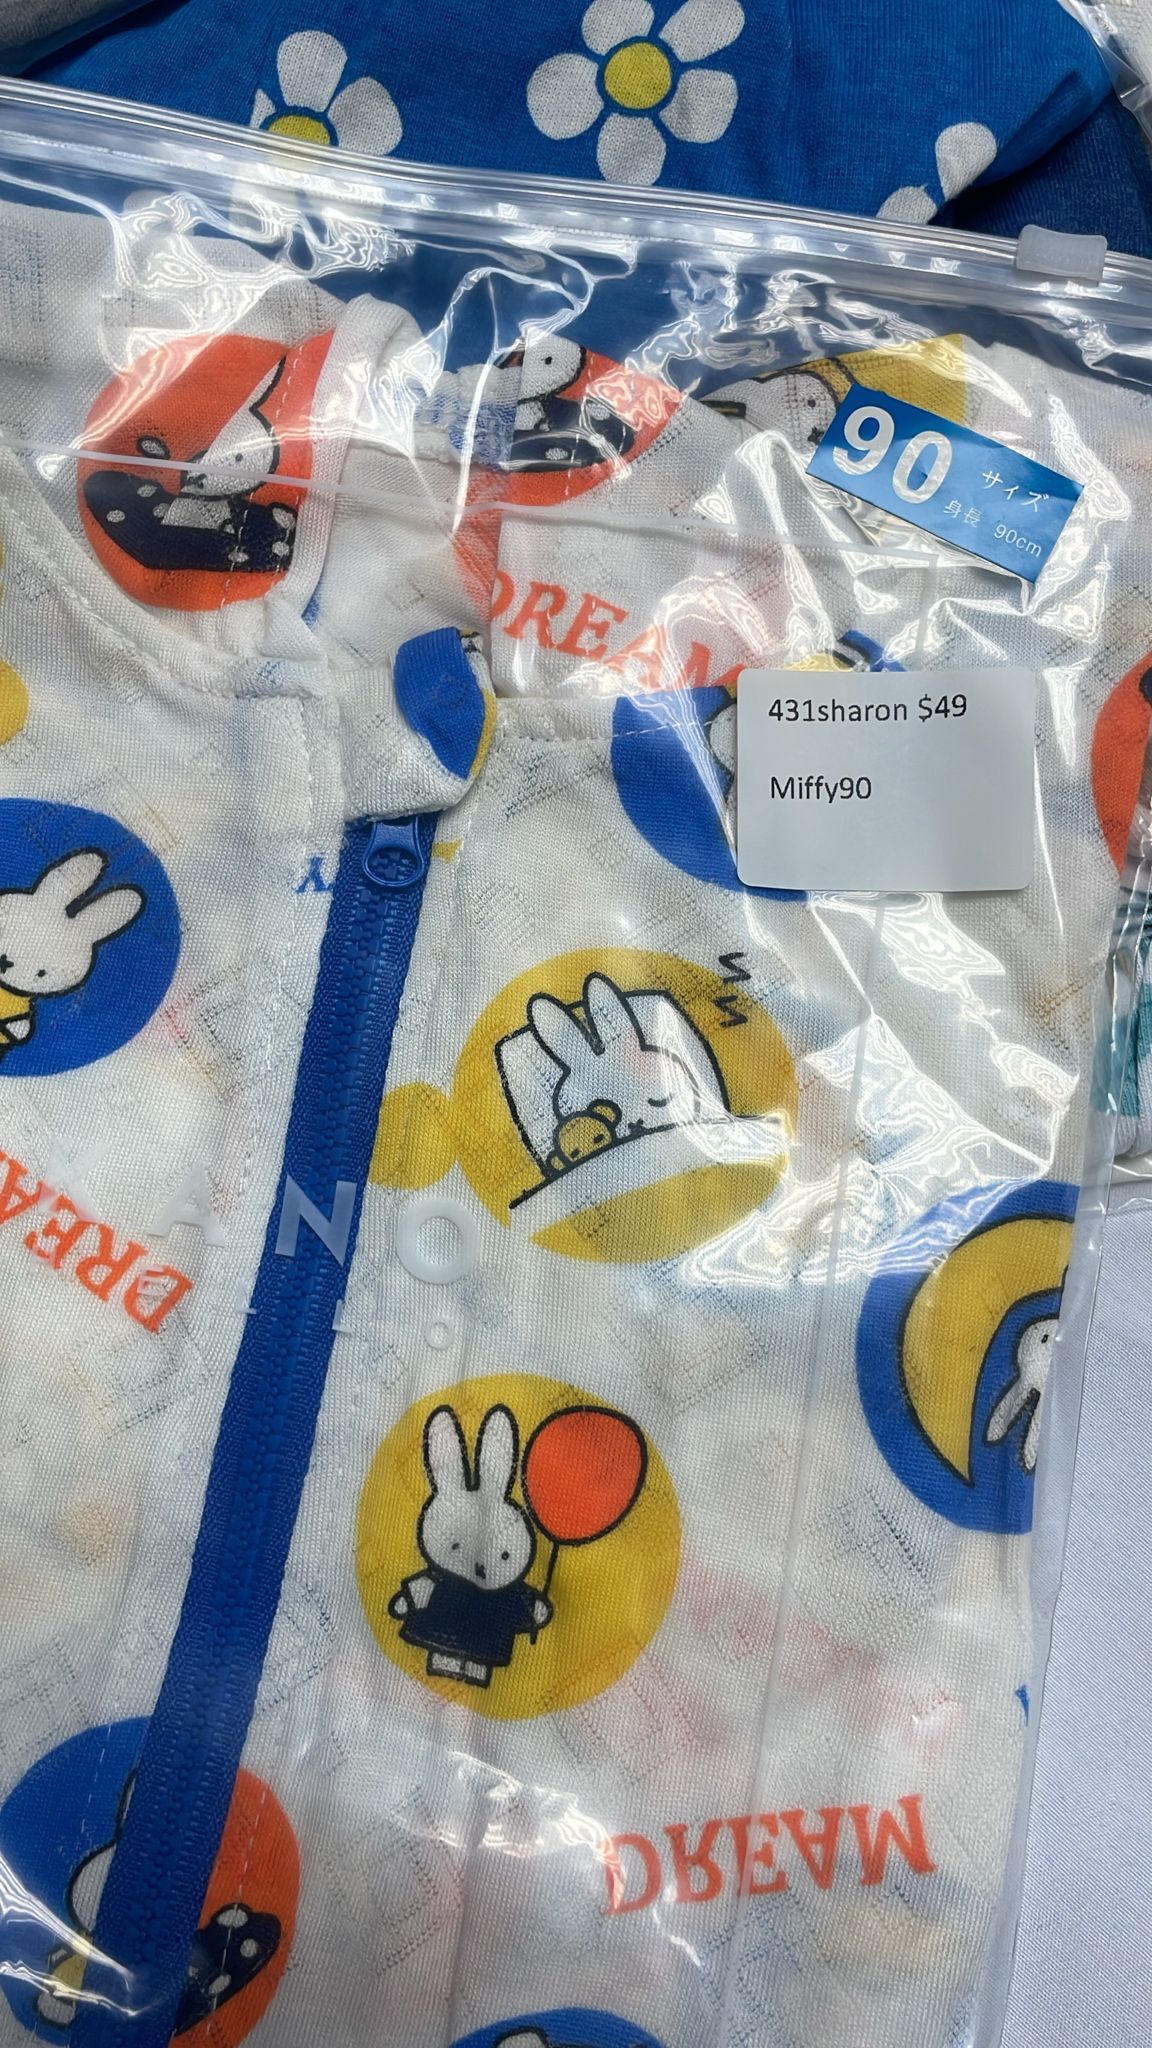 90
サイズ
身長 90cm
DREAM
431sharon $49
Miffy90
DREAM
DREAM